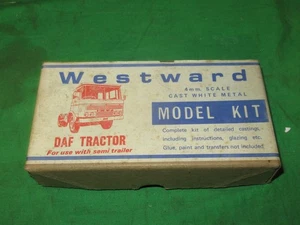 Westward
4mm. SCALE
CAST WHITE METAL
MODEL KIT
DAF TRACTOR
For use with semi trailer
Complete kit of detailed castings,
including instructions, glazing etc.
Glue, paint and transfers not included.